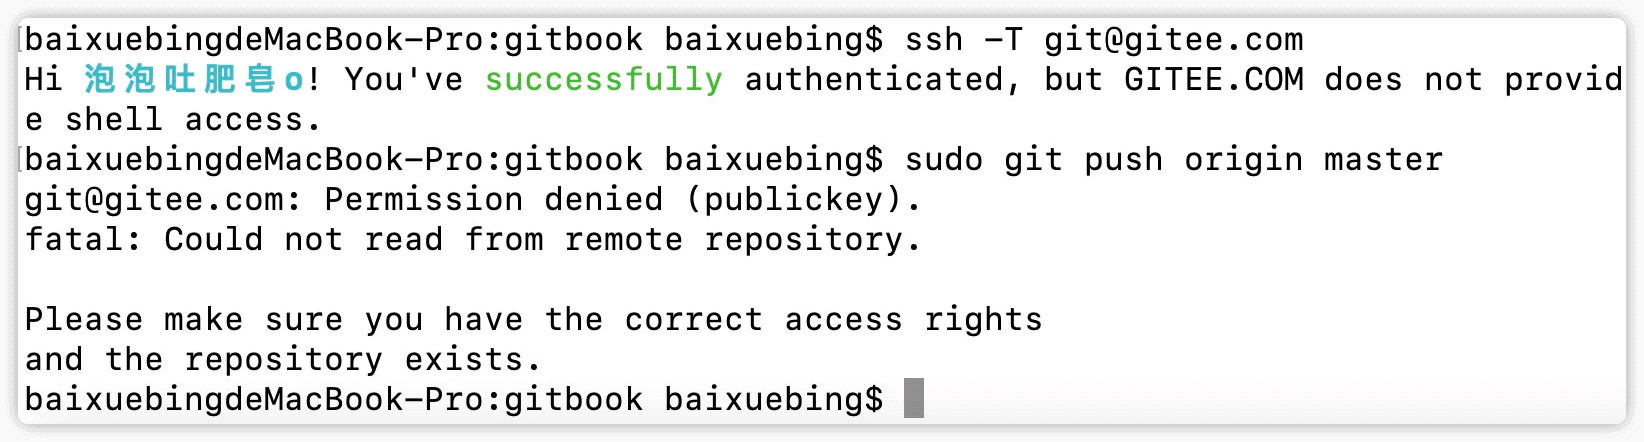 baixuebingdeMacBook-Pro:gitbook baixuebing$ ssh -T git@gitee.com
Hi 泡泡吐肥皂o! You've successfully authenticated, but GITEE.COM does not provid
e shell access.
baixuebingdeMacBook-Pro:gitbook baixuebing$ sudo git push origin master
git@gitee.com: Permission denied (publickey).
fatal: Could not read from remote repository.
Please make sure you have the correct access rights
and the repository exists.
baixuebingdeMacBook-Pro:gitbook baixuebing$